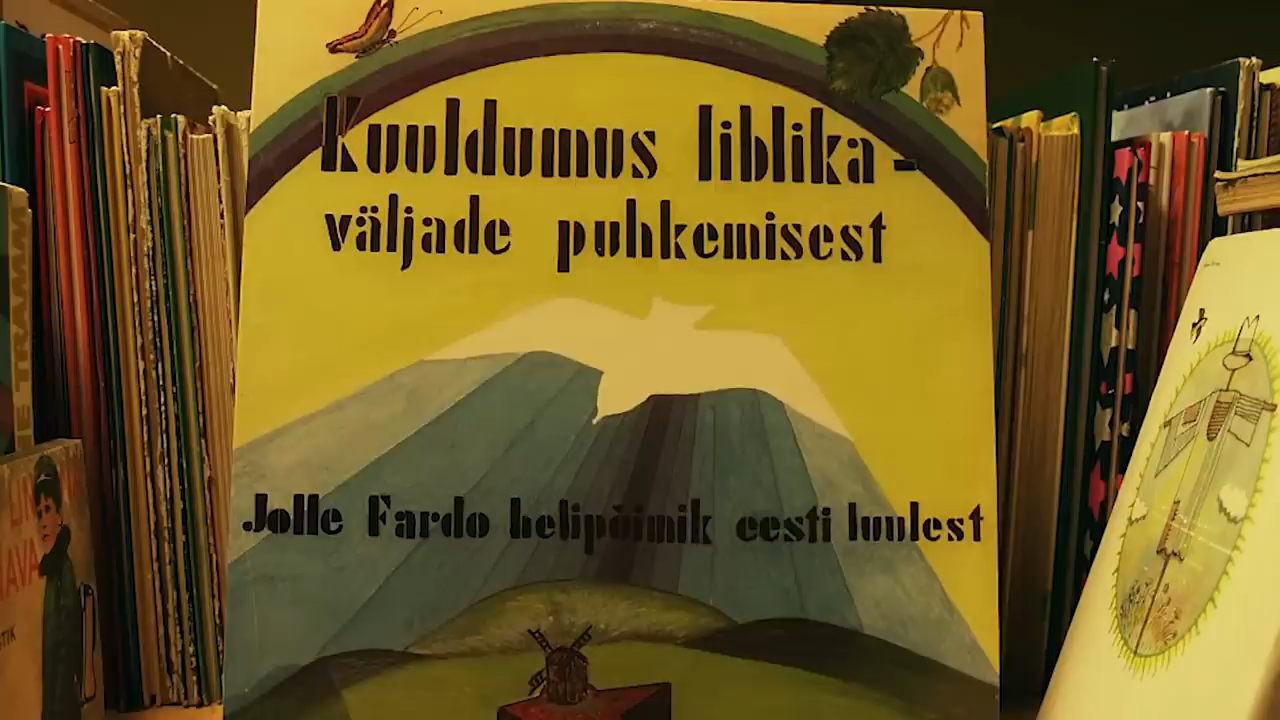 Kuuldumus liblika-
väljade puhkemisest
Jolle Fardo helipõimik eesti luulest